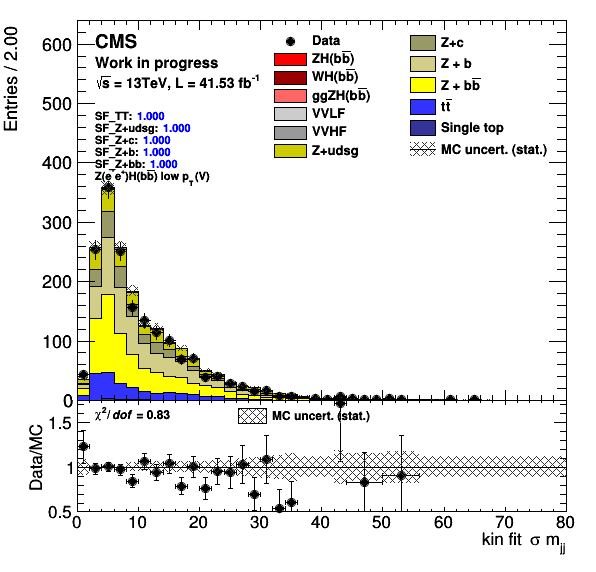 CMS
Work in progress
√s = 13TeV, L = 41.53 fb⁻¹
SF_TT: 1.000
SF_Z+udsg: 1.000
SF_Z+c: 1.000
SF_Z+b: 1.000
SF_Z+bb: 1.000
Z(e⁻e⁺)H(bb̅) low p_T(V)
Data
ZH(bb̅)
WH(bb̅)
ggZH(bb̅)
VVLF
VVHF
Z+udsg
Z+c
Z + b
Z + bb̅
tt̅
Single top
MC uncert. (stat.)
Entries / 2.00
600
500
400
300
200
100
0
χ²/dof = 0.83
MC uncert. (stat.)
Data/MC
1.5
1
0.5
0 10 20 30 40 50 60 70 80
kin fit σ m_jj